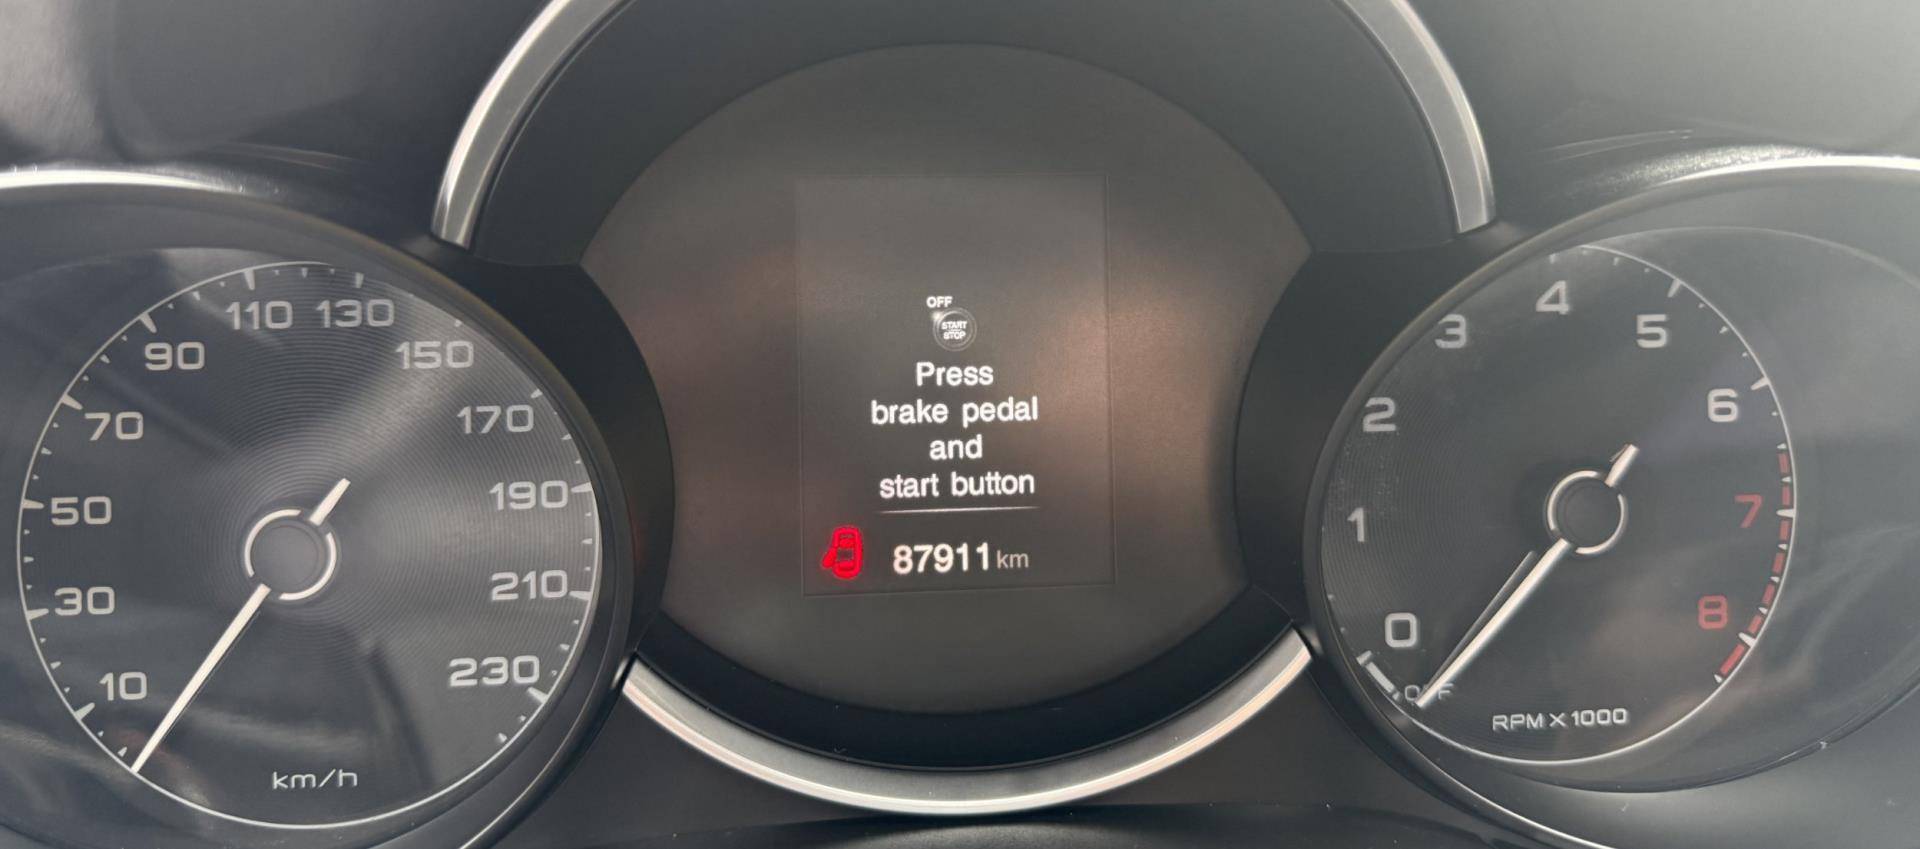 10
30
50
70
90
110
130
150
170
190
210
230
km/h
OFF
START
STOP
Press
brake pedal
and
start button
87911 km
0
1
2
3
4
5
6
7
8
OFF
RPM X 1000